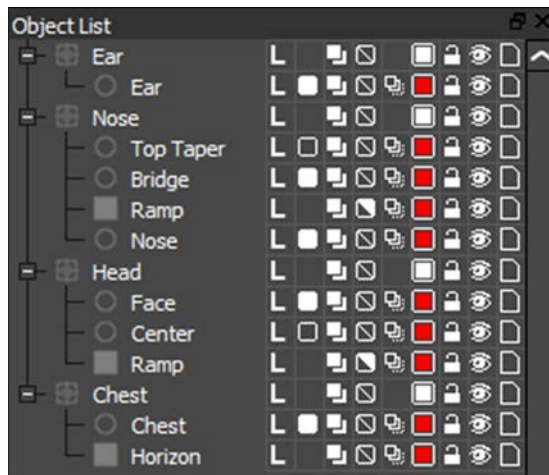 Object List
Ear L
Ear L
Nose L
Top Taper L
Bridge L
Ramp L
Nose L
Head L
Face L
Center L
Ramp L
Chest L
Chest L
Horizon L